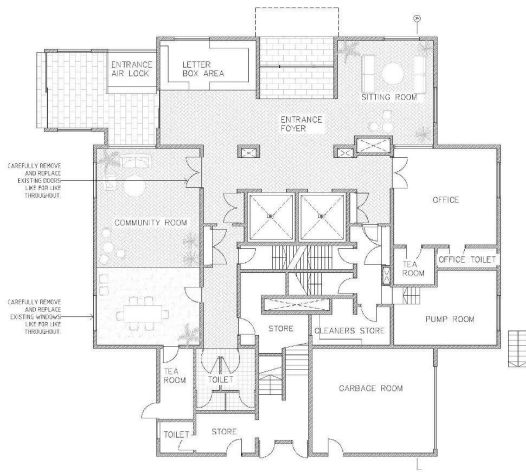 ENTRANCE
AIR LOCK
LETTER
BOX AREA
SITTING ROOM
ENTRANCE
FOYER
CAREFULLY REMOVE
AND REPLACE
EXISTING DOORS
LIKE FOR LIKE
THROUGHOUT.
COMMUNITY ROOM
OFFICE
TEA
ROOM
OFFICE TOILET
CAREFULLY REMOVE
AND REPLACE
EXISTING WINDOWS
LIKE FOR LIKE
THROUGHOUT.
STORE
CLEANERS STORE
PUMP ROOM
TEA
ROOM
TOILET
GARBAGE ROOM
TOILET
STORE